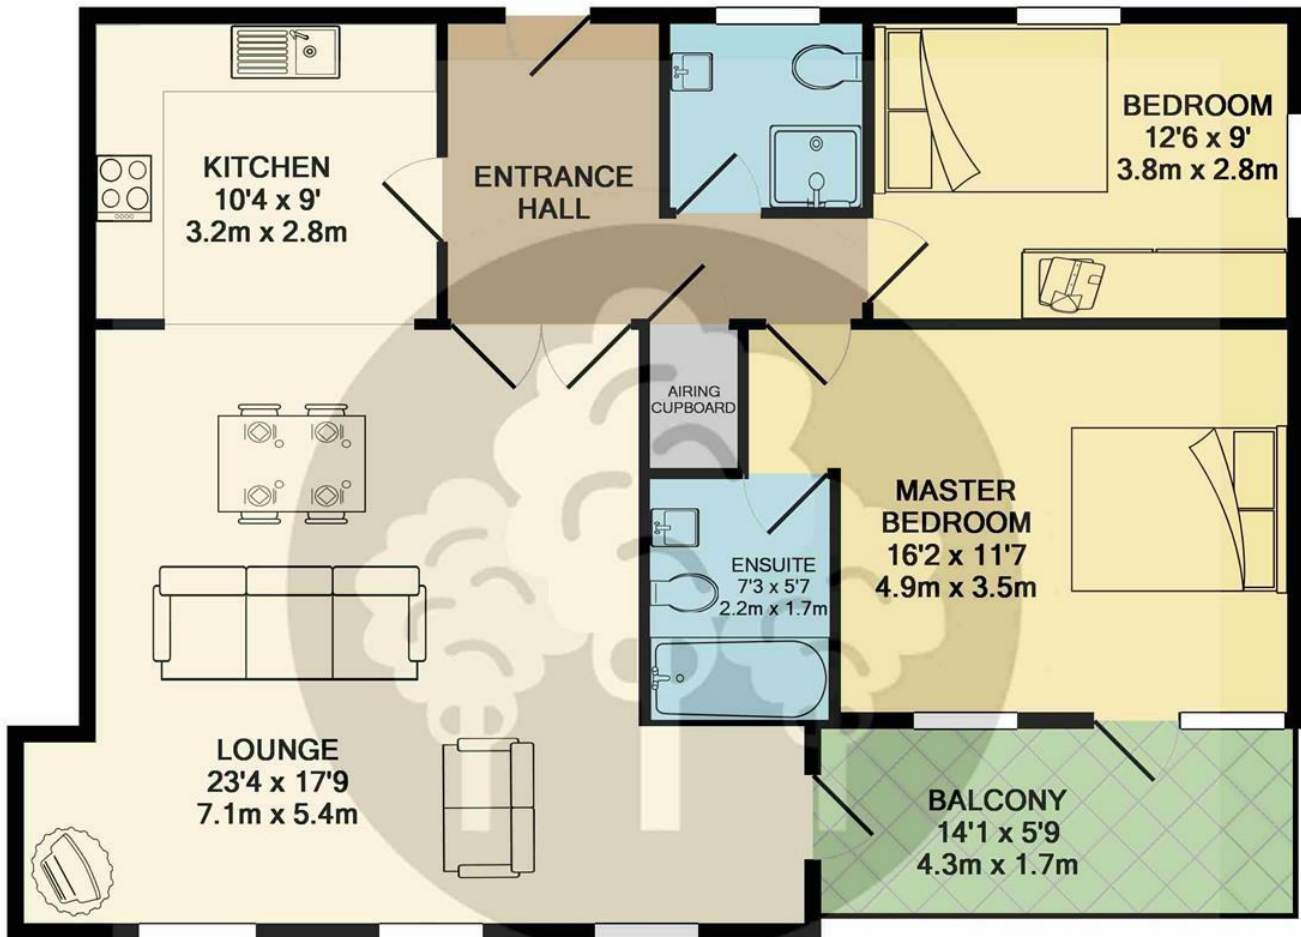 KITCHEN
10'4 x 9'
3.2m x 2.8m
ENTRANCE
HALL
BEDROOM
12'6 x 9'
3.8m x 2.8m
AIRING
CUPBOARD
MASTER
BEDROOM
16'2 x 11'7
4.9m x 3.5m
ENSUITE
7'3 x 5'7
2.2m x 1.7m
LOUNGE
23'4 x 17'9
7.1m x 5.4m
BALCONY
14'1 x 5'9
4.3m x 1.7m